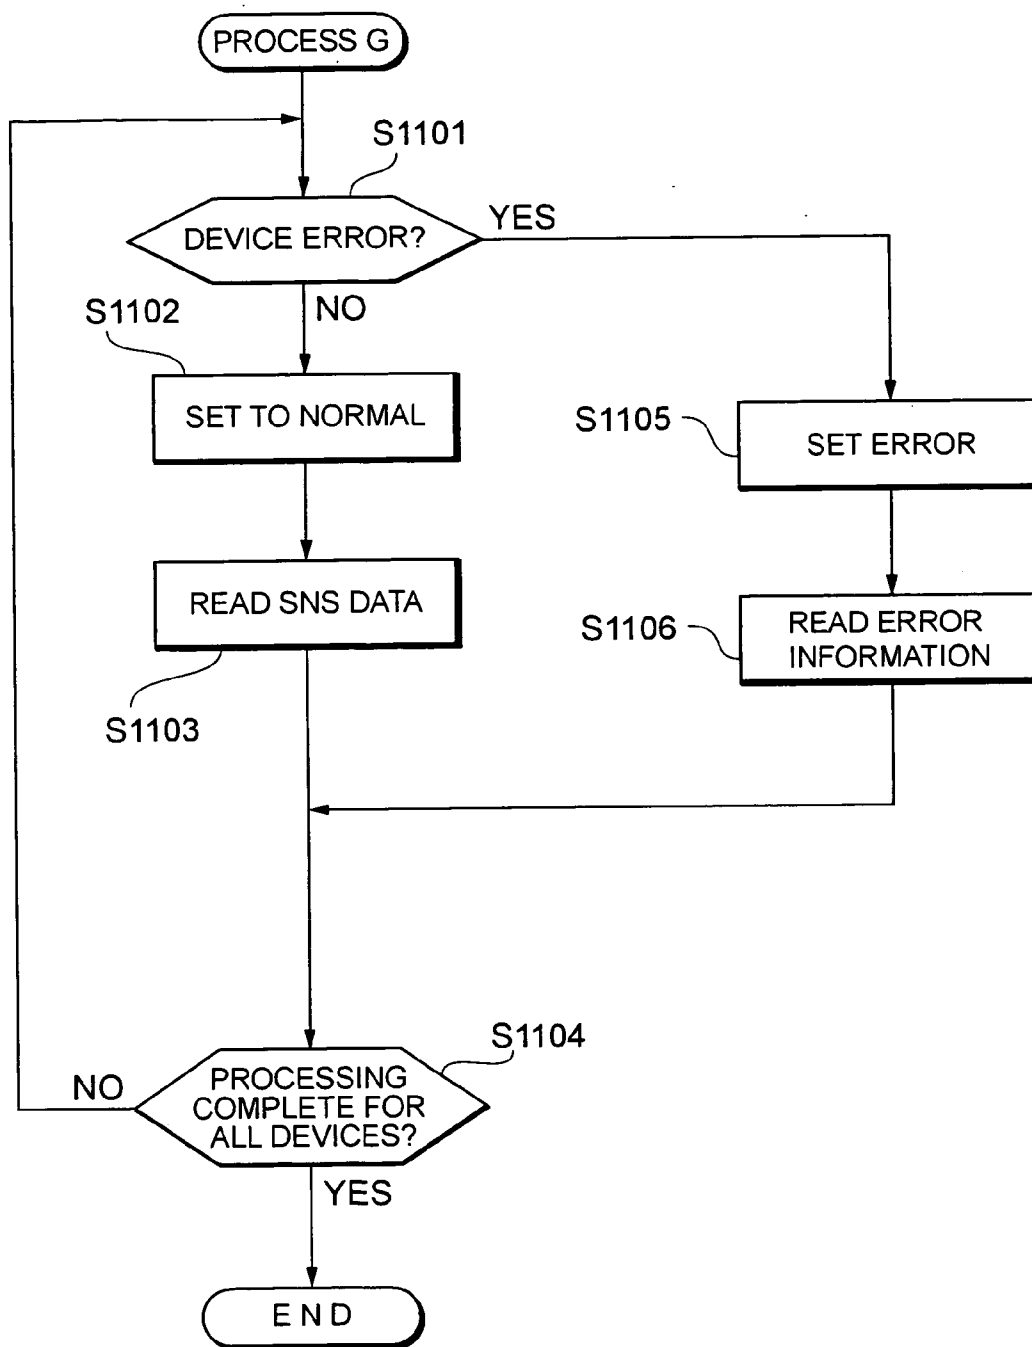 PROCESS G
S1101
DEVICE ERROR?
YES
NO
S1102
SET TO NORMAL
S1105
SET ERROR
READ SNS DATA
S1103
S1106
READ ERROR
INFORMATION
S1104
NO
PROCESSING
COMPLETE FOR
ALL DEVICES?
YES
END